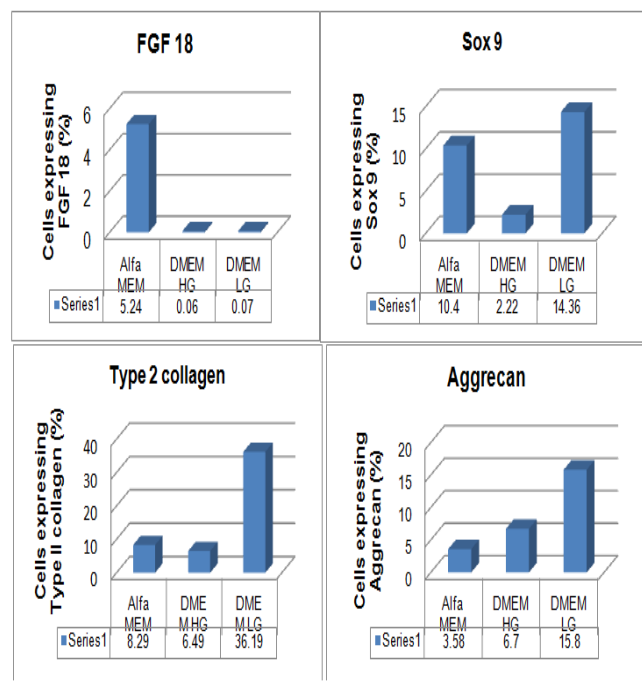 FGF 18
Cells expressing
FGF 18 (%)
6
4
2
0
Alfa MEM
DMEM HG
DMEM LG
Series1 5.24 0.06 0.07
Sox 9
Cells expressing
Sox 9 (%)
15
10
5
0
Alfa MEM
DMEM HG
DMEM LG
Series1 10.4 2.22 14.36
Type 2 collagen
Cells expressing
Type II collagen (%)
40
30
20
10
0
Alfa MEM
DME M.HG
DME M.LG
Series1 8.29 6.49 36.19
Aggrecan
Cells expressing
Aggrecan (%)
20
15
10
5
0
Alfa MEM
DMEM HG
DMEM LG
Series1 3.58 6.7 15.8